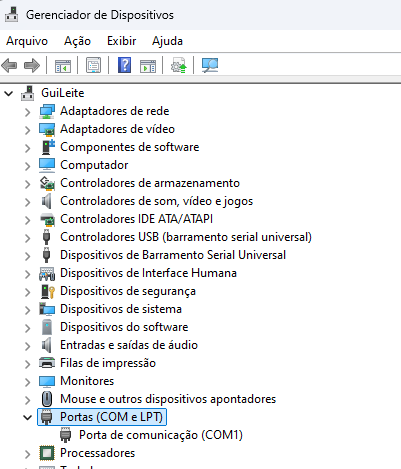 Gerenciador de Dispositivos
Arquivo Ação Exibir Ajuda
GuiLeite
Adaptadores de rede
Adaptadores de vídeo
Componentes de software
Computador
Controladores de armazenamento
Controladores de som, vídeo e jogos
Controladores IDE ATA/ATAPI
Controladores USB (barramento serial universal)
Dispositivos de Barramento Serial Universal
Dispositivos de Interface Humana
Dispositivos de segurança
Dispositivos de sistema
Dispositivos do software
Entradas e saídas de áudio
Filas de impressão
Monitores
Mouse e outros dispositivos apontadores
Portas (COM e LPT)
Porta de comunicação (COM1)
Processadores